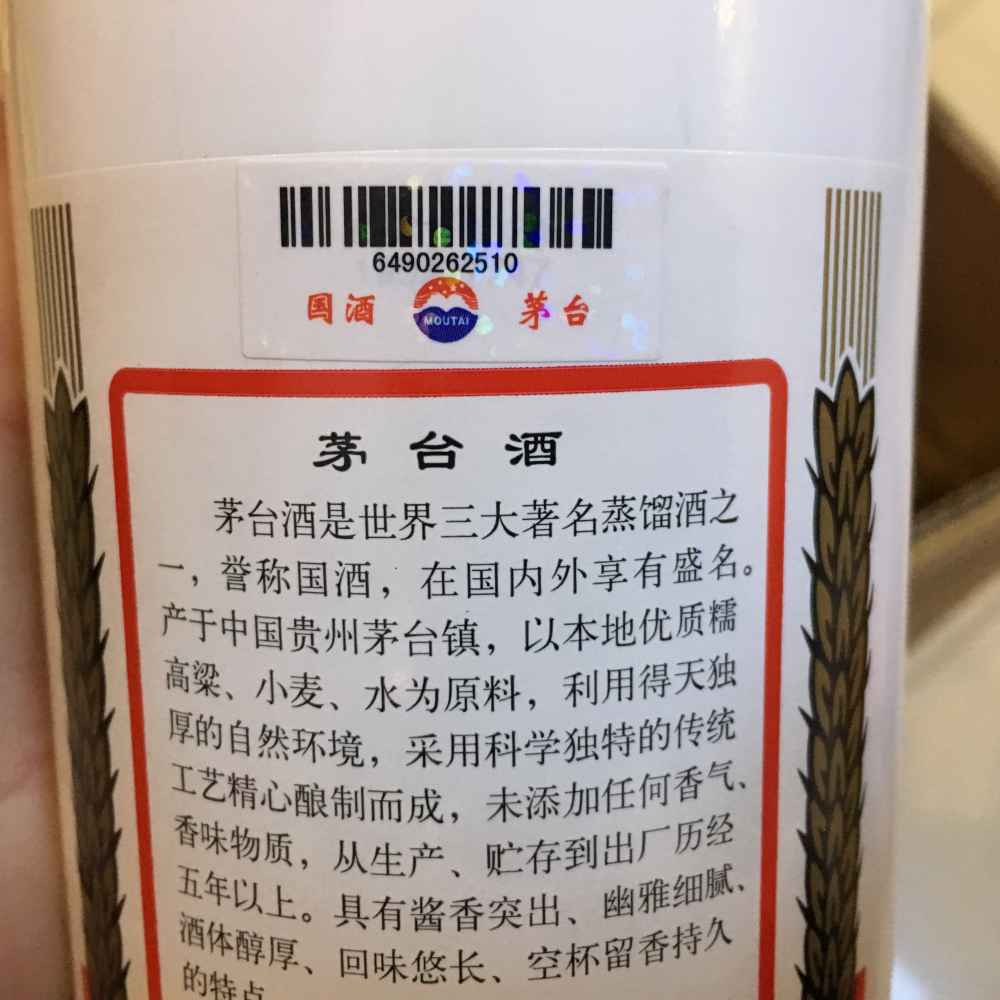 6490262510
国酒 MOUTAI 茅台
茅台酒
茅台酒是世界三大著名蒸馏酒之
一，誉称国酒，在国内外享有盛名。
产于中国贵州茅台镇，以本地优质糯
高粱、小麦、水为原料，利用得天独
厚的自然环境，采用科学独特的传统
工艺精心酿制而成，未添加任何香气、
香味物质，从生产、贮存到出厂历经
五年以上。具有酱香突出、幽雅细腻、
酒体醇厚、回味悠长、空杯留香持久
的特点